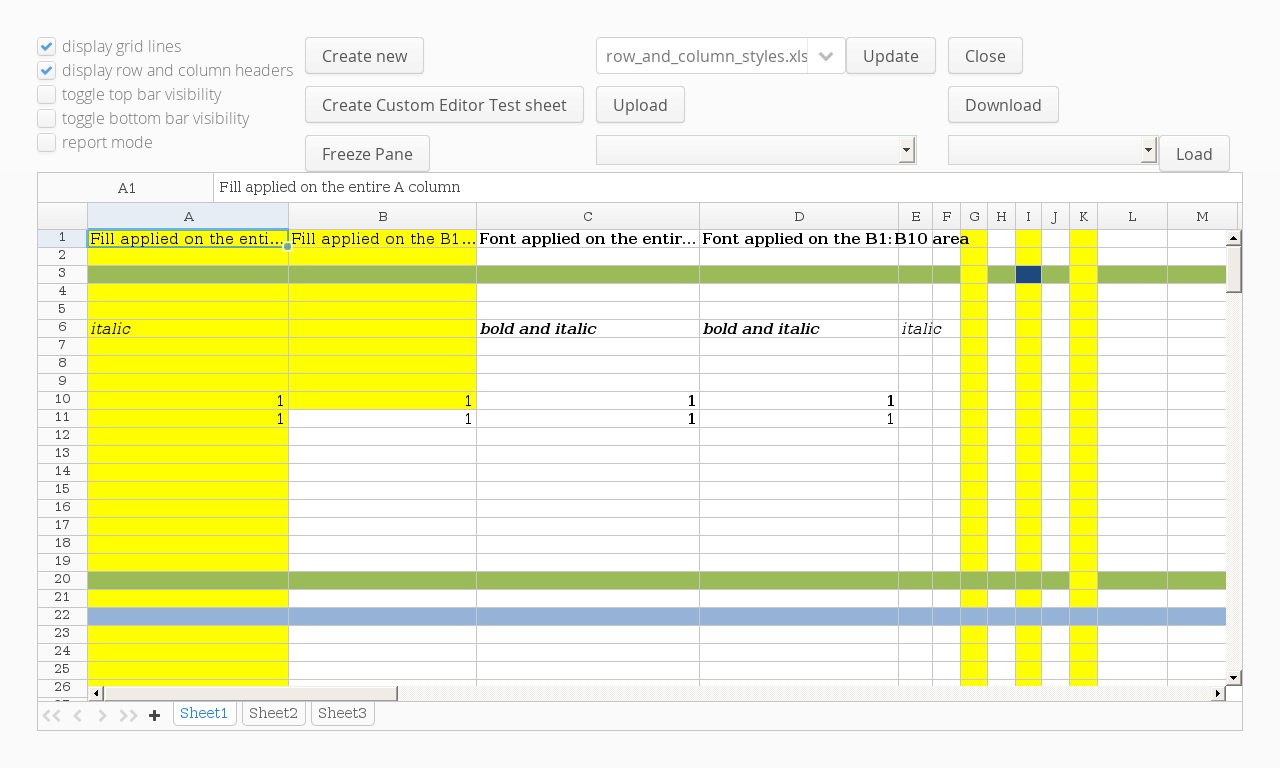 display grid lines
display row and column headers
toggle top bar visibility
toggle bottom bar visibility
report mode
Create new
row_and_column_styles.xls
Update
Close
Create Custom Editor Test sheet
Upload
Download
Freeze Pane
Load
A1 Fill applied on the entire A column
A B C D E F G H I J K L M
1 Fill applied on the enti... Fill applied on the B1... Font applied on the entir... Font applied on the B1:B10 area
2
3
4
5
6 italic bold and italic bold and italic italic
7
8
9
10 1 1 1 1
11 1 1 1 1
12
13
14
15
16
17
18
19
20
21
22
23
24
25
26
Sheet1 Sheet2 Sheet3